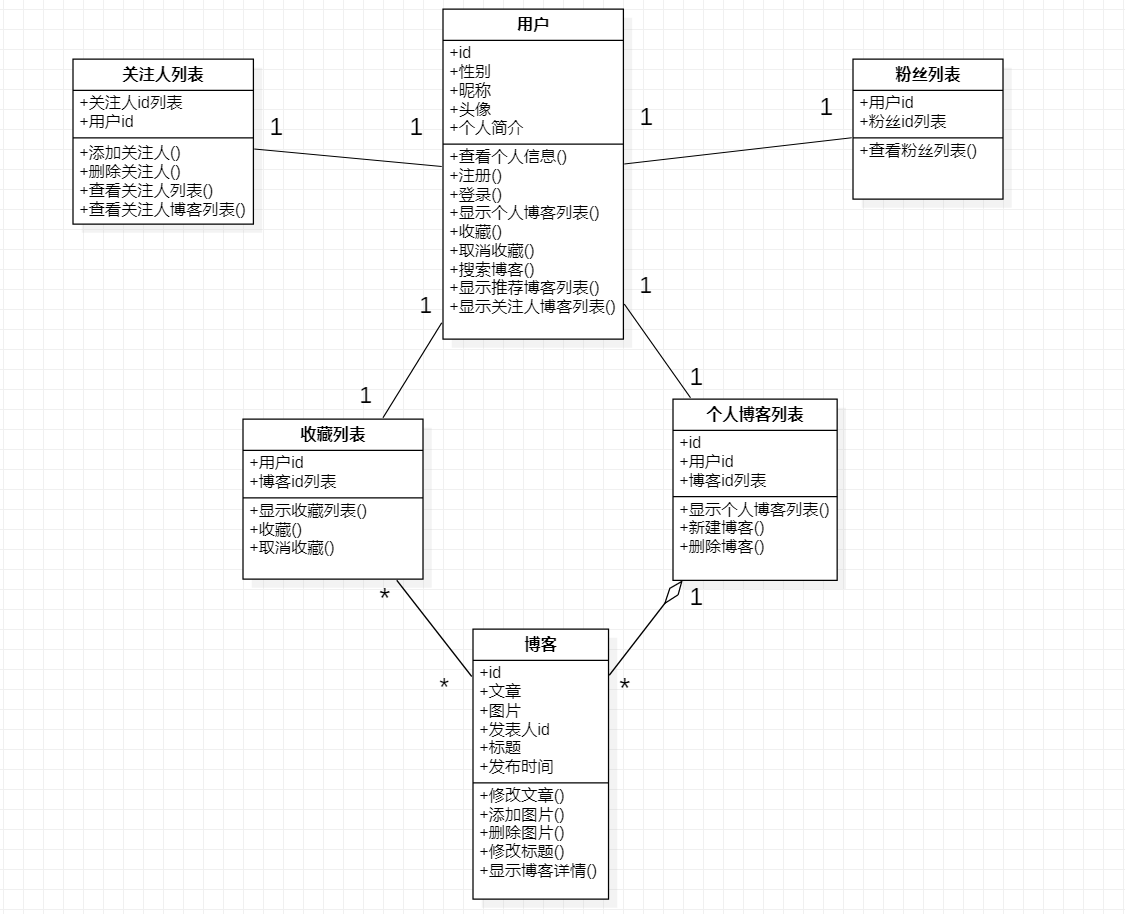 用户
+id
+性别
+昵称
+头像
+个人简介
+查看个人信息()
+注册()
+登录()
+显示个人博客列表()
+收藏()
+取消收藏()
+搜索博客()
+显示推荐博客列表()
+显示关注人博客列表()
关注人列表
+关注人id列表
+用户id
+添加关注人()
+删除关注人()
+查看关注人列表()
+查看关注人博客列表()
1
1
1
1
粉丝列表
+用户id
+粉丝id列表
+查看粉丝列表()
1
1
1
1
收藏列表
+用户id
+博客id列表
+显示收藏列表()
+收藏()
+取消收藏()
个人博客列表
+id
+用户id
+博客id列表
+显示个人博客列表()
+新建博客()
+删除博客()
*
1
*
*
博客
+id
+文章
+图片
+发表人id
+标题
+发布时间
+修改文章()
+添加图片()
+删除图片()
+修改标题()
+显示博客详情()